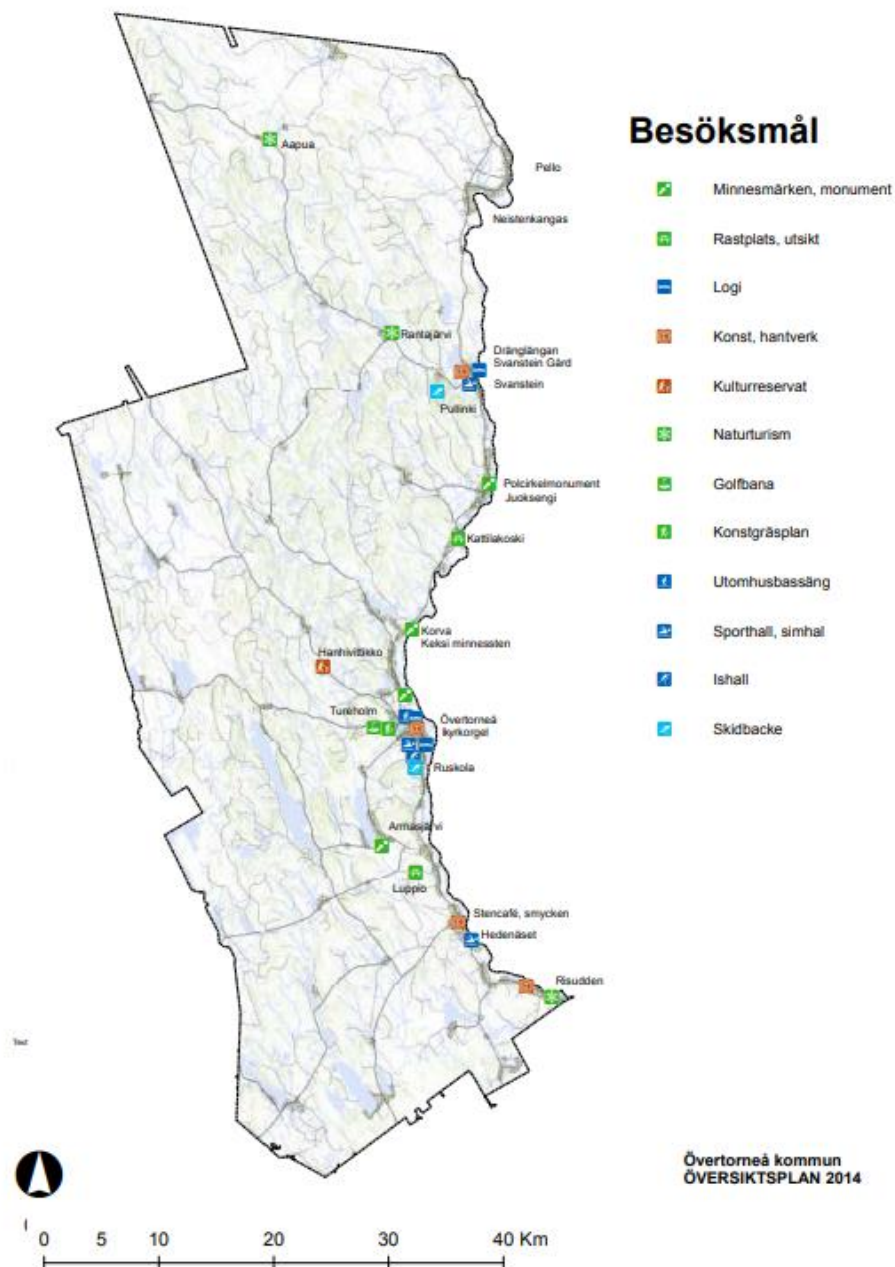 Besöksmål
Minnesmärken, monument
Rastplats, utsikt
Logi
Konst, hantverk
Kulturreservat
Naturturism
Golfbana
Konstgräsplan
Utomhusbassäng
Sporthall, simhal
Ishall
Skidbacke
Aapua
Pello
Neistenkangas
Rantajärvi
Dränglängan
Svanstein Gård
Svanstein
Pullinki
Polcirkelmonument
Juoksengi
Kattilakoski
Korva
Keksi minnessten
Hanhivittikko
Tureholm
Övertorneå
kyrkorgel
Ruskola
Armasjärvi
Luppio
Stencafé, smycken
Hedenäset
Risudden
Övertorneå kommun
ÖVERSIKTSPLAN 2014
0 5 10 20 30 40 Km